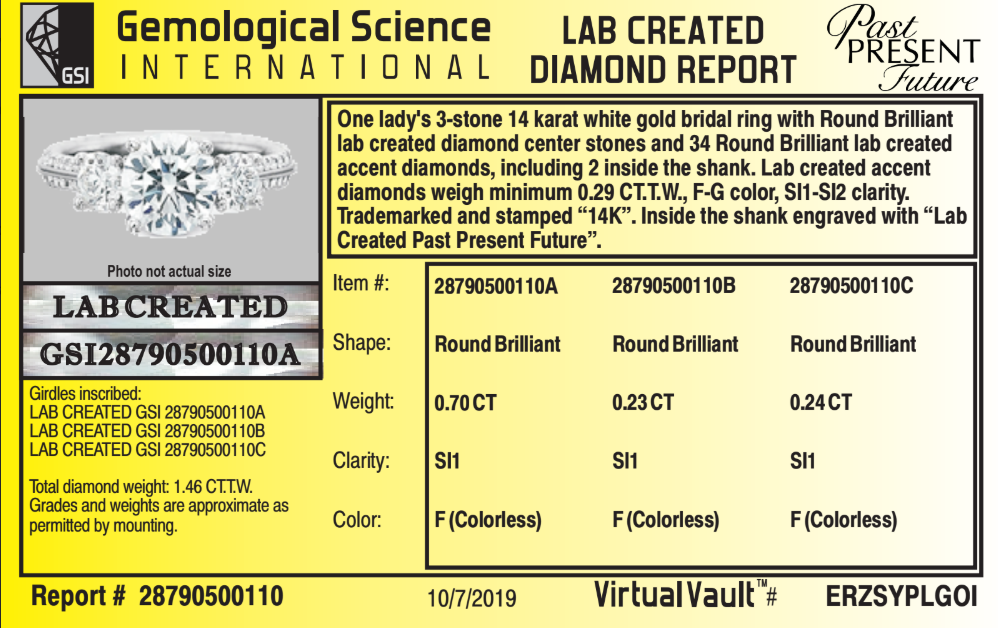 GSI
Gemological Science
INTERNATIONAL
LAB CREATED
DIAMOND REPORT
Past
PRESENT
Future
Photo not actual size
LABCREATED
GSI28790500110A
Girdles inscribed:
LAB CREATED GSI 28790500110A
LAB CREATED GSI 28790500110B
LAB CREATED GSI 28790500110C
Total diamond weight: 1.46 CT.T.W.
Grades and weights are approximate as
permitted by mounting.
One lady's 3-stone 14 karat white gold bridal ring with Round Brilliant
lab created diamond center stones and 34 Round Brilliant lab created
accent diamonds, including 2 inside the shank. Lab created accent
diamonds weigh minimum 0.29 CT.T.W., F-G color, SI1-SI2 clarity.
Trademarked and stamped “14K”. Inside the shank engraved with “Lab
Created Past Present Future”.
Item #: 28790500110A 28790500110B 28790500110C
Shape: Round Brilliant Round Brilliant Round Brilliant
Weight: 0.70 CT 0.23 CT 0.24 CT
Clarity: SI1 SI1 SI1
Color: F (Colorless) F (Colorless) F (Colorless)
Report # 28790500110 10/7/2019 VirtualVault™# ERZSYPLGOI